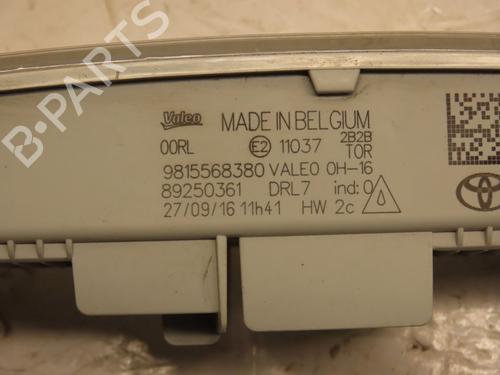 B-PARTS
Valeo MADE IN BELGIUM
00RL E2 11037 2B2B
TOR
9815568380 VALEO 0H-16
89250361 DRL7 ind:0
27/09/16 11h41 HW 2c